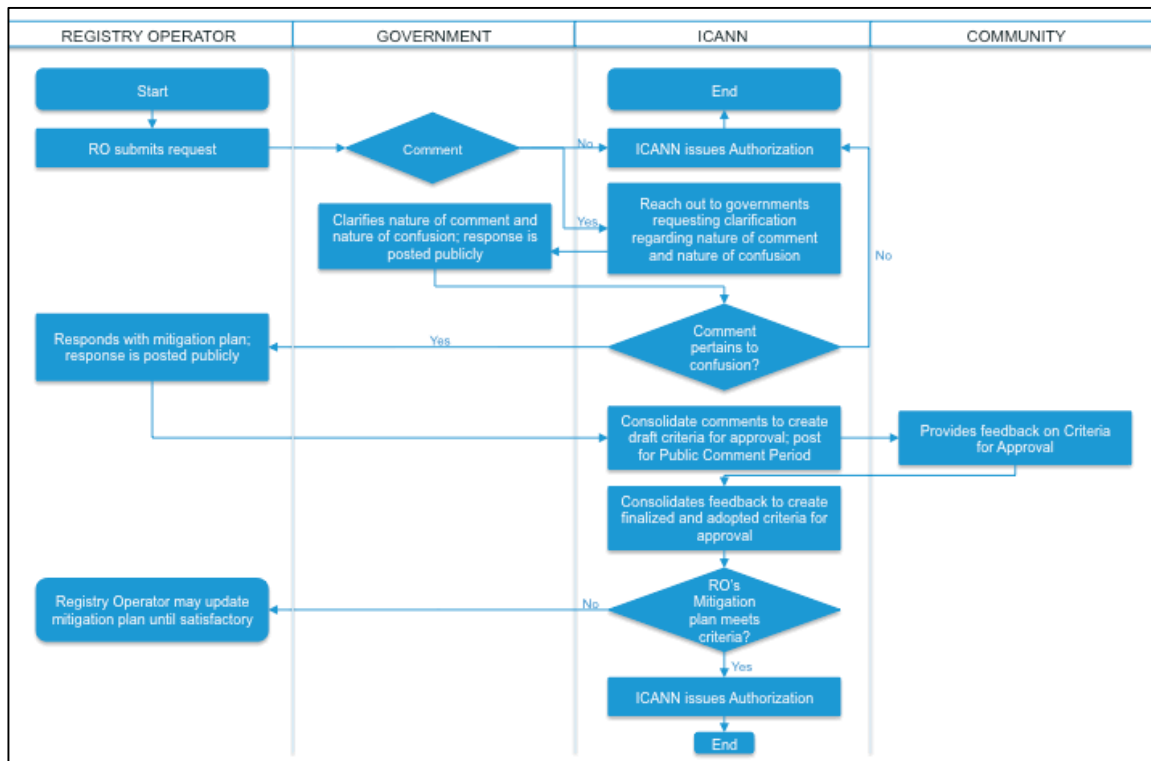 REGISTRY OPERATOR
GOVERNMENT
ICANN
COMMUNITY
Start
End
RO submits request
Comment
No
ICANN issues Authorization
Clarifies nature of comment and
nature of confusion; response is
posted publicly
Yes
Reach out to governments
requesting clarification
regarding nature of comment
and nature of confusion
No
Responds with mitigation plan;
response is posted publicly
Yes
Comment
pertains to
confusion?
Consolidate comments to create
draft criteria for approval; post
for Public Comment Period
Provides feedback on Criteria
for Approval
Consolidates feedback to create
finalized and adopted criteria for
approval
Registry Operator may update
mitigation plan until satisfactory
No
RO's
Mitigation
plan meets
criteria?
Yes
ICANN issues Authorization
End